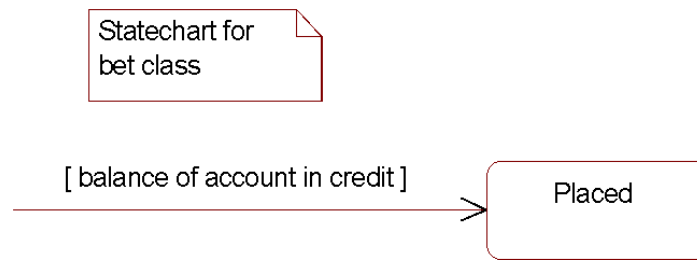 Statechart for
bet class
[ balance of account in credit ]
Placed